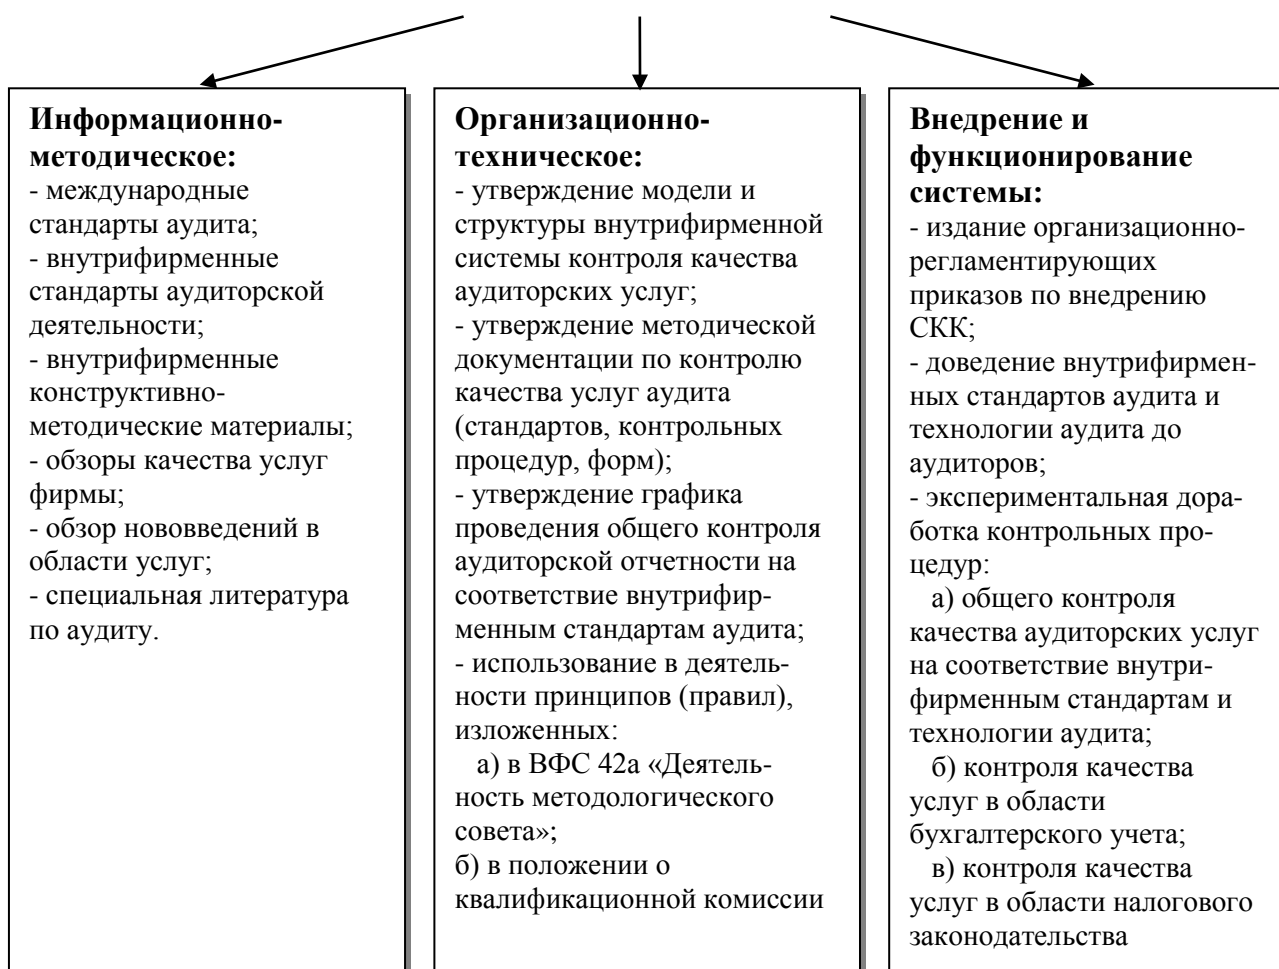 Информационно-
методическое:
- международные
стандарты аудита;
- внутрифирменные
стандарты аудиторской
деятельности;
- внутрифирменные
конструктивно-
методические материалы;
- обзоры качества услуг
фирмы;
- обзор нововведений в
области услуг;
- специальная литература
по аудиту.
Организационно-
техническое:
- утверждение модели и
структуры внутрифирменной
системы контроля качества
аудиторских услуг;
- утверждение методической
документации по контролю
качества услуг аудита
(стандартов, контрольных
процедур, форм);
- утверждение графика
проведения общего контроля
аудиторской отчетности на
соответствие внутрифир-
менным стандартам аудита;
- использование в деятель-
ности принципов (правил),
изложенных:
а) в ВФС 42а «Деятель-
ность методологического
совета»;
б) в положении о
квалификационной комиссии
Внедрение и
функционирование
системы:
- издание организационно-
регламентирующих
приказов по внедрению
СКК;
- доведение внутрифирмен-
ных стандартов аудита и
технологии аудита до
аудиторов;
- экспериментальная дора-
ботка контрольных про-
цедур:
а) общего контроля
качества аудиторских услуг
на соответствие внутри-
фирменным стандартам и
технологии аудита;
б) контроля качества
услуг в области
бухгалтерского учета;
в) контроля качества
услуг в области налогового
законодательства